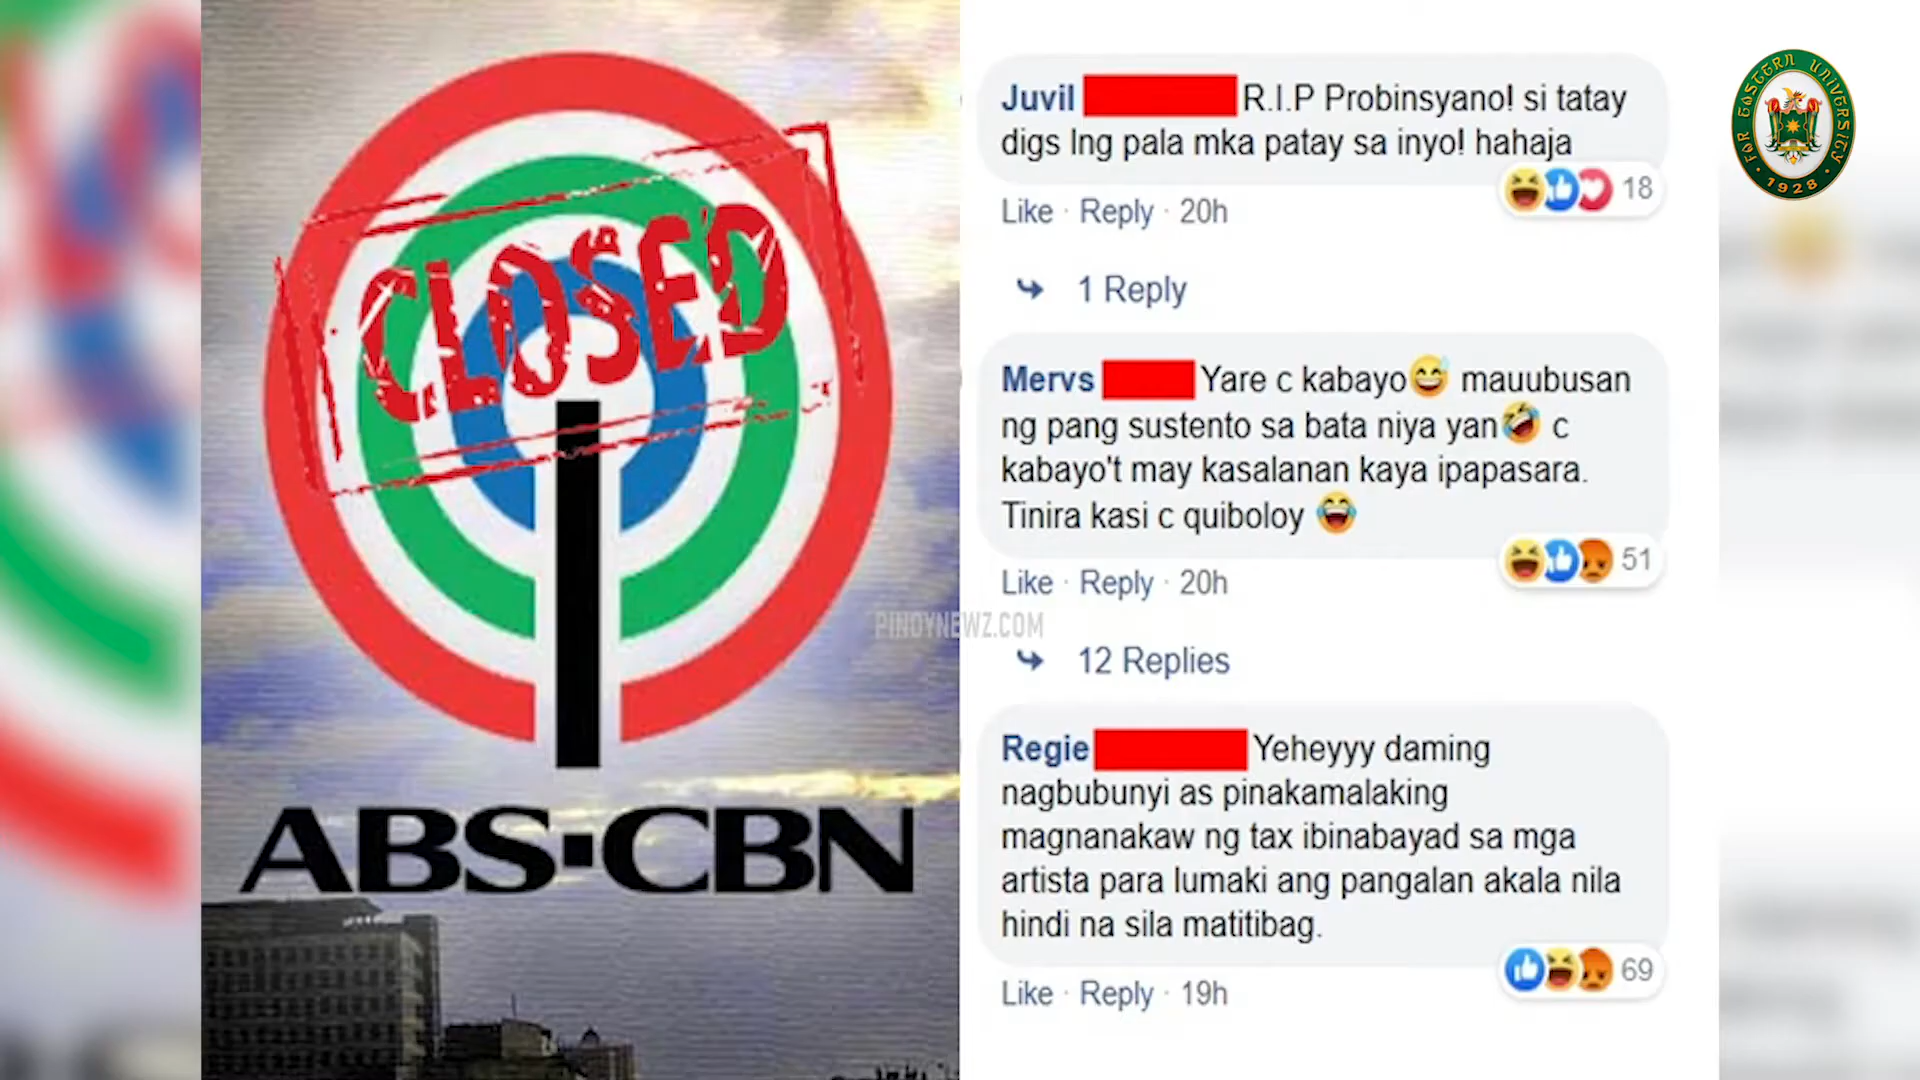 CLOSED
ABS-CBN
PINOYNEWZ.COM
Juvil R.I.P Probinsyano! si tatay
digs lng pala mka patay sa inyo! hahaja
18
Like · Reply · 20h
1 Reply
Mervs Yare c kabayo😅 mauubusan
ng pang sustento sa bata niya yan🤣 c
kabayo't may kasalanan kaya ipapasara.
Tinira kasi c quiboloy 😂
51
Like · Reply · 20h
12 Replies
Regie Yeheyyy daming
nagbubunyi as pinakamalaking
magnanakaw ng tax ibinabayad sa mga
artista para lumaki ang pangalan akala nila
hindi na sila matitibag.
69
Like · Reply · 19h
FAR EASTERN UNIVERSITY
1928